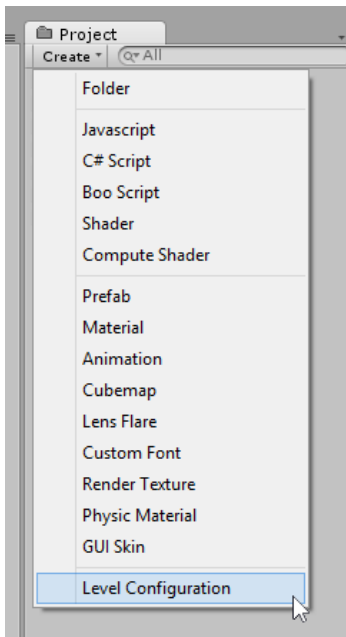 Project
Create All
Folder
Javascript
C# Script
Boo Script
Shader
Compute Shader
Prefab
Material
Animation
Cubemap
Lens Flare
Custom Font
Render Texture
Physic Material
GUI Skin
Level Configuration